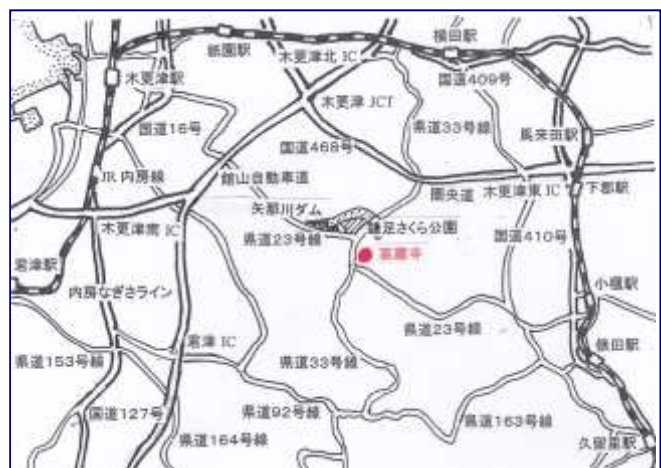 祇園駅
横田駅
木更津北 IC
木更津駅
国道409号
木更津 JCT
県道33号線
国道16号
馬来田駅
国道468号
JR 内房線
館山自動車道
圏央道
木更津東 IC
下郡駅
矢那川ダム
鎌足さくら公園
木更津南 IC
県道23号線
国道410号
高蔵寺
君津駅
小櫃駅
内房なぎさライン
県道23号線
君津 IC
俵田駅
県道153号線
県道33号線
国道127号
県道92号線
県道163号線
県道164号線
久留里駅